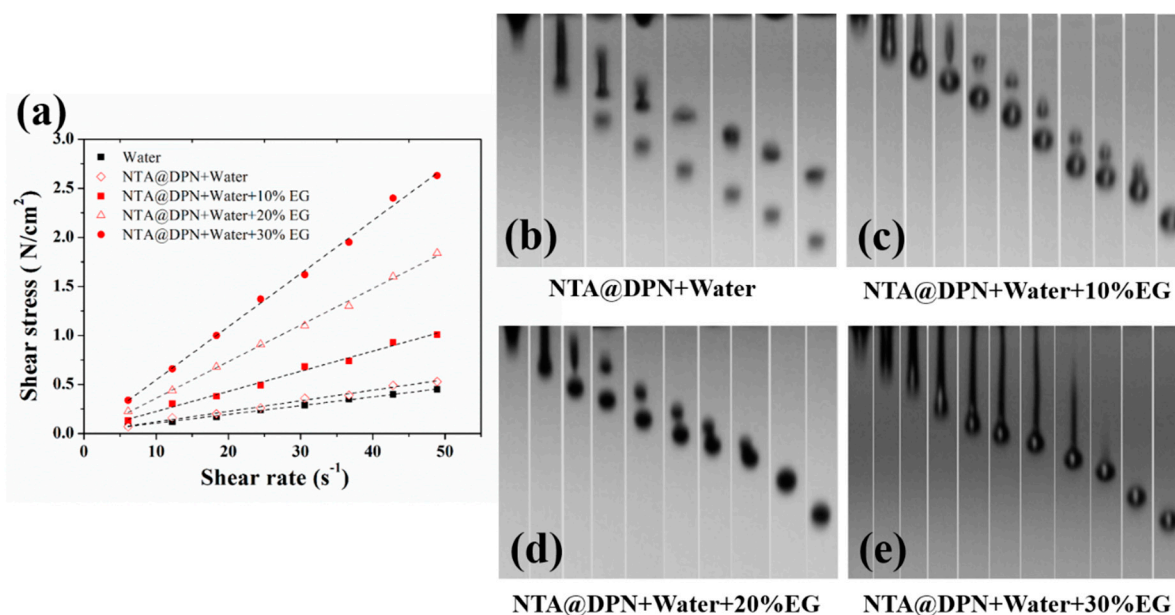 (a)
3.0
2.5
2.0
1.5
1.0
0.5
0.0
0 10 20 30 40 50
Shear stress ( N/cm²)
Shear rate (s⁻¹)
Water
NTA@DPN+Water
NTA@DPN+Water+10% EG
NTA@DPN+Water+20% EG
NTA@DPN+Water+30% EG
(b)
NTA@DPN+Water
(c)
NTA@DPN+Water+10%EG
(d)
NTA@DPN+Water+20%EG
(e)
NTA@DPN+Water+30%EG